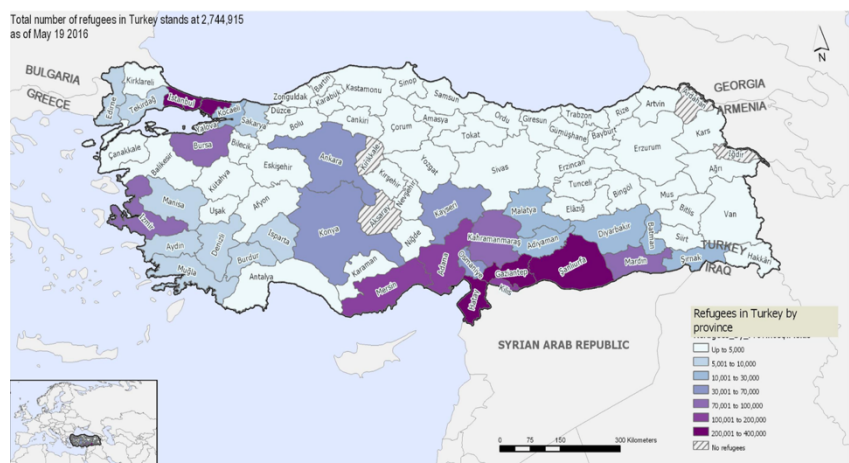 Total number of refugees in Turkey stands at 2,744,915
as of May 19 2016
N
BULGARIA
GREECE
GEORGIA
ARMENIA
Kırklareli
Edirne
Tekirdağ
İstanbul
Kocaeli
Yalova
Sakarya
Düzce
Zonguldak
Bartın
Karabük
Kastamonu
Sinop
Samsun
Ordu
Giresun
Trabzon
Rize
Artvin
Ardahan
Kars
Iğdır
Ağrı
Bolu
Çankiri
Çorum
Amasya
Tokat
Gümüşhane
Bayburt
Erzurum
Erzincan
Çanakkale
Balikesir
Bursa
Bilecik
Eskişehir
Ankara
Kırıkkale
Yozgat
Sivas
Tunceli
Bingöl
Muş
Bitlis
Van
Kütahya
Manisa
İzmir
Uşak
Afyon
Kırşehir
Nevşehir
Kayseri
Malatya
Elâzığ
Diyarbakir
Batman
Siirt
Hakkâri
Şırnak
Mardin
Aydın
Denizli
Muğla
Burdur
Isparta
Antalya
Konya
Aksaray
Niğde
Karaman
Mersin
Adana
Osmaniye
Kahramanmaraş
Adıyaman
Gaziantep
Kilis
Hatay
Şanlıurfa
TURKEY
IRAQ
SYRIAN ARAB REPUBLIC
Refugees in Turkey by
province
Up to 5,000
5,001 to 10,000
10,001 to 30,000
30,001 to 70,000
70,001 to 100,000
100,001 to 200,000
200,001 to 400,000
No refugees
0 75 150 300 Kilometers